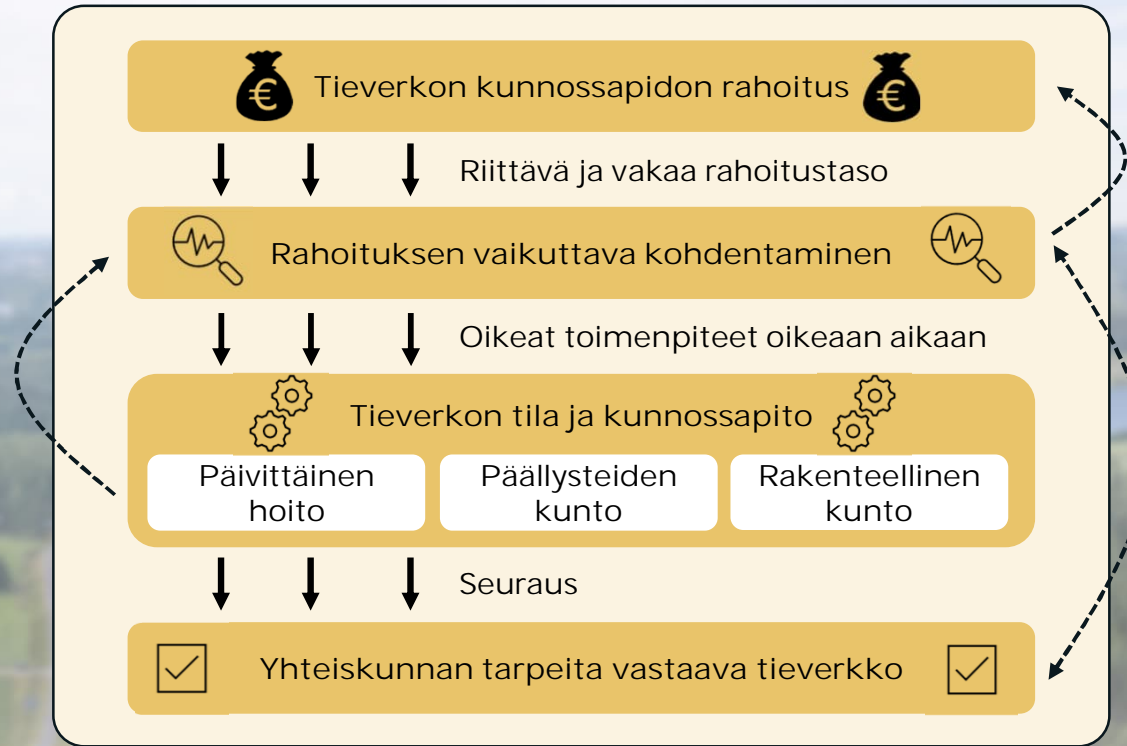 Tieverkon kunnossapidon rahoitus
Riittävä ja vakaa rahoitustaso
Rahoituksen vaikuttava kohdentaminen
Oikeat toimenpiteet oikeaan aikaan
Tieverkon tila ja kunnossapito
Päivittäinen
hoito
Päällysteiden
kunto
Rakenteellinen
kunto
Seuraus
Yhteiskunnan tarpeita vastaava tieverkko